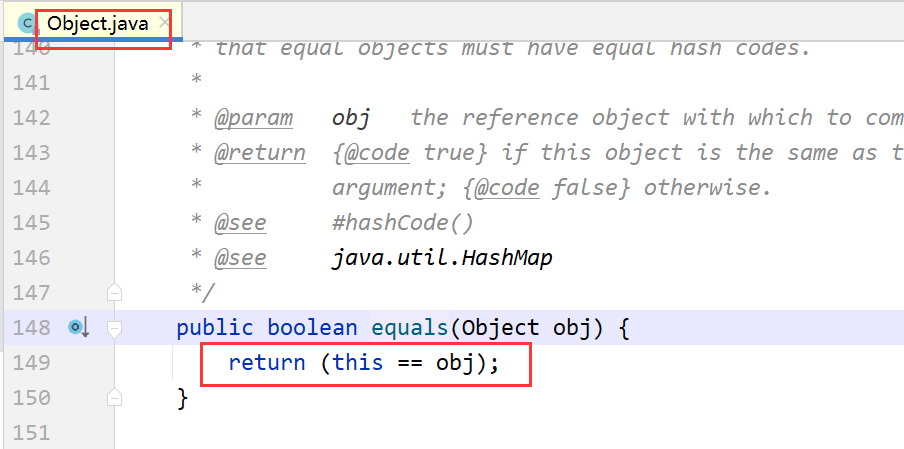 C Object.java ×
140 * that equal objects must have equal hash codes.
141 *
142 * @param obj the reference object with which to com
143 * @return {@code true} if this object is the same as t
144 * argument; {@code false} otherwise.
145 * @see #hashCode()
146 * @see java.util.HashMap
147 */
148 public boolean equals(Object obj) {
149 return (this == obj);
150 }
151